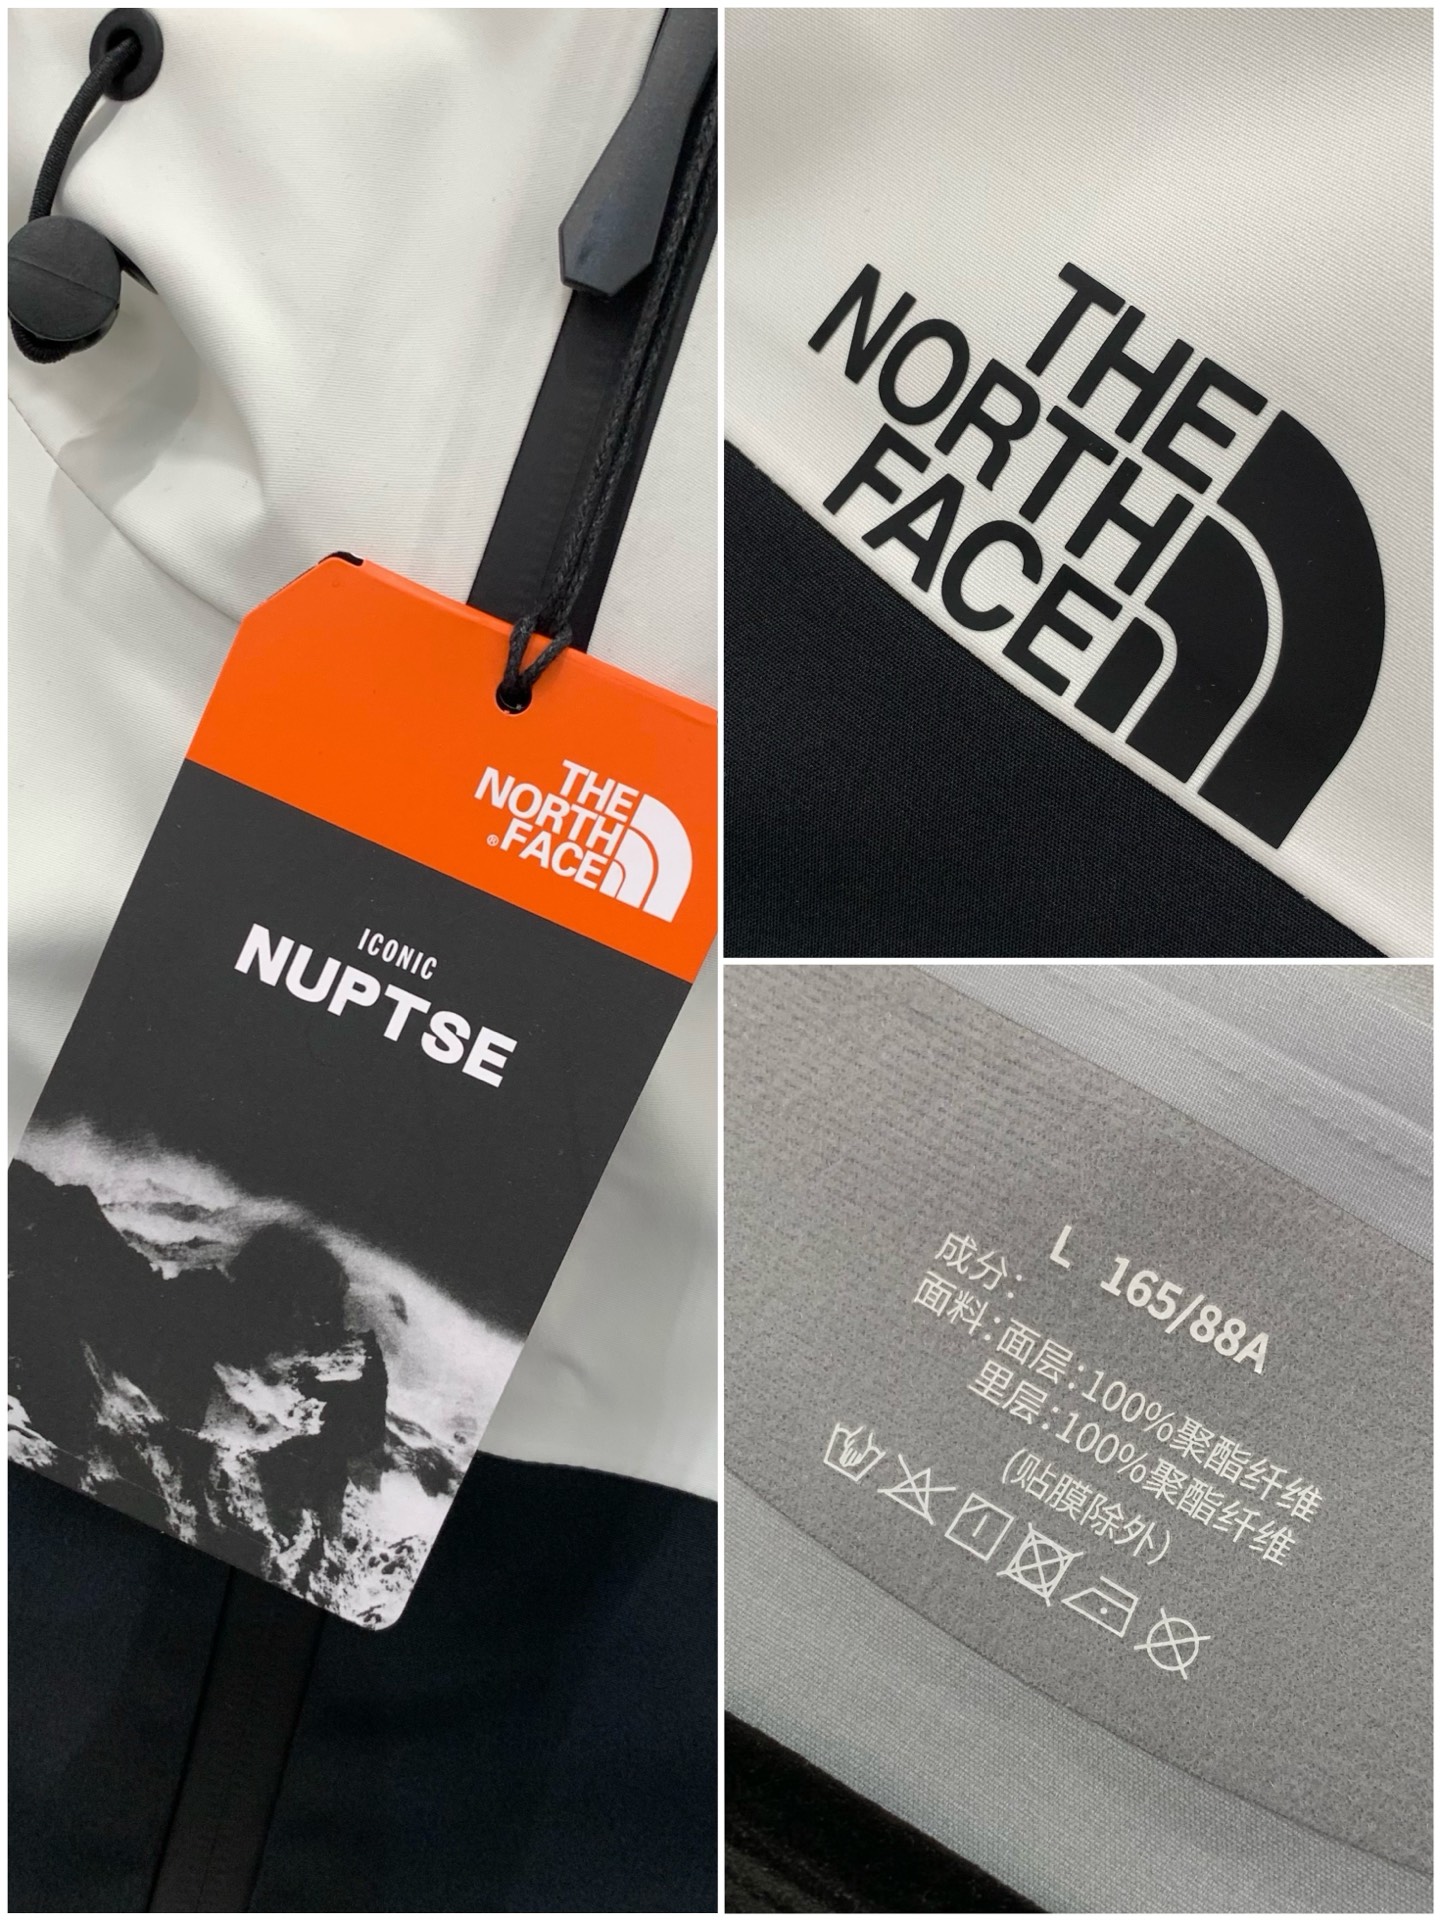 THE
NORTH
®FACE
ICONIC
NUPTSE
THE
NORTH
FACE
L 165/88A
成分:
面料:面层:100%聚酯纤维
里层:100%聚酯纤维
(贴膜除外)